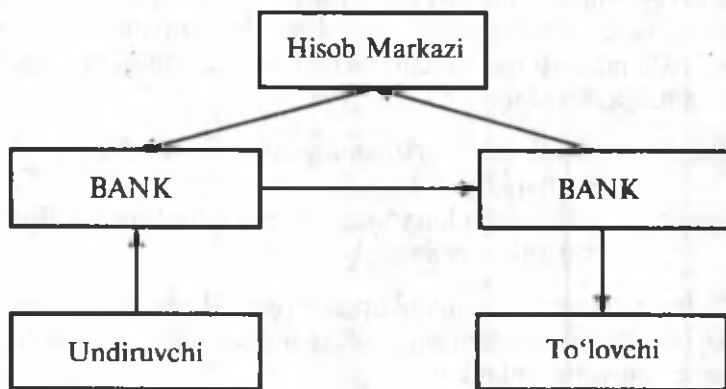 Hisob Markazi
BANK
BANK
Undiruvchi
To‘lovchi